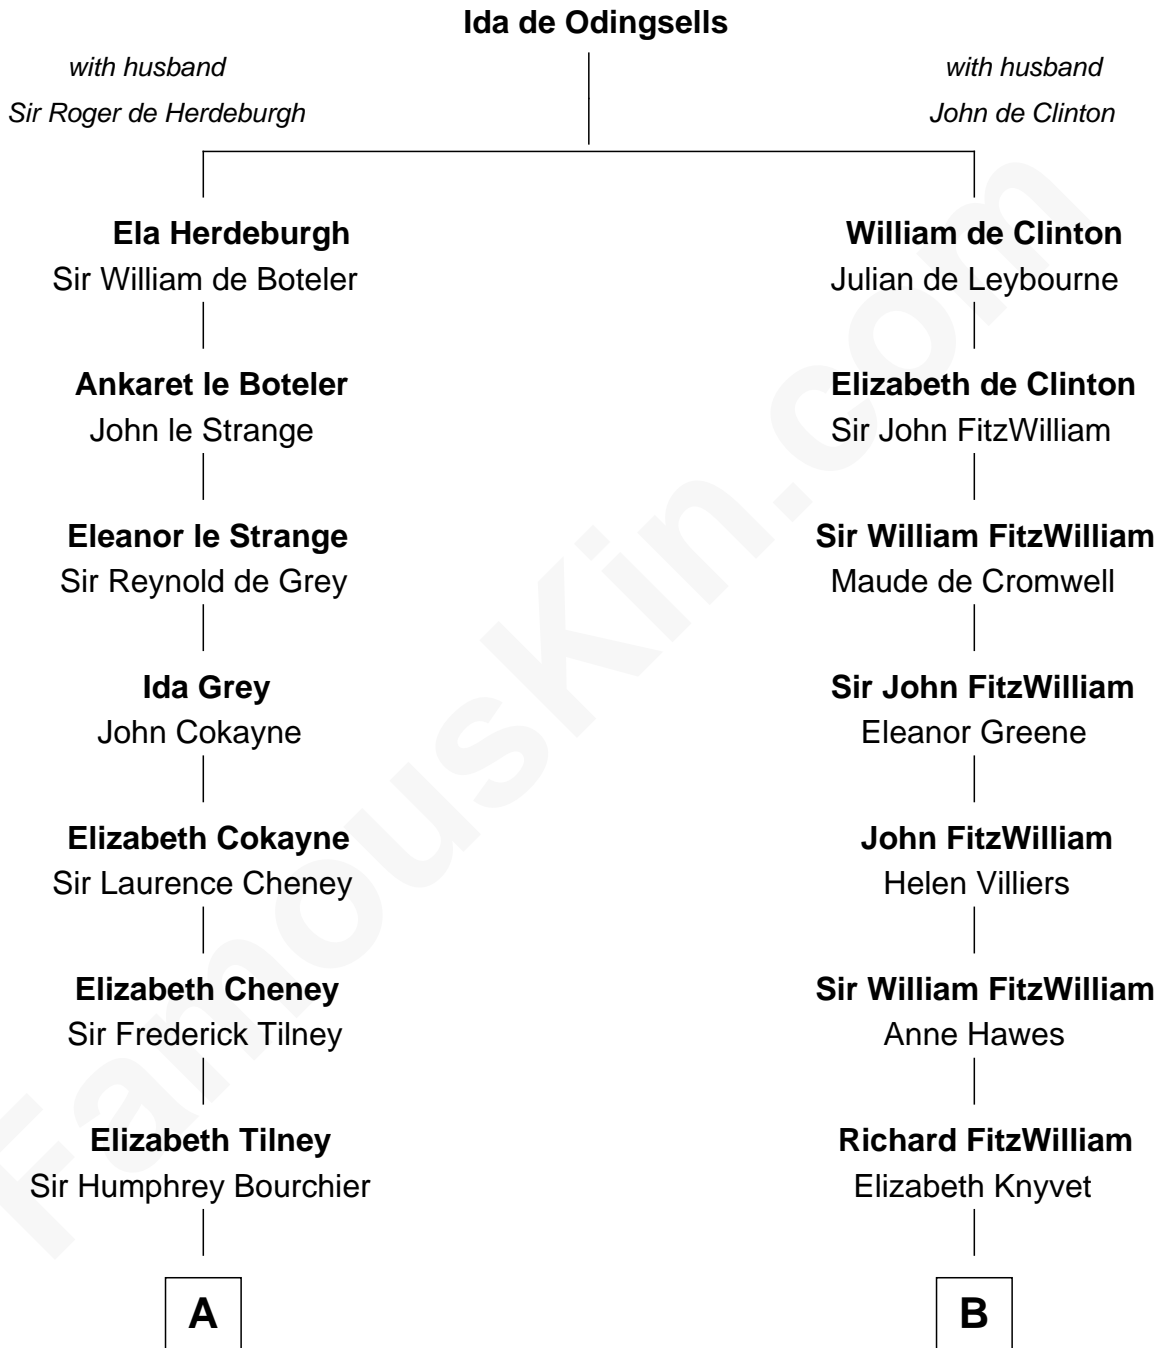 Ida de Odingsells
with husband
Sir Roger de Herdeburgh
with husband
John de Clinton
Ela Herdeburgh
Sir William de Boteler
William de Clinton
Julian de Leybourne
Ankaret le Boteler
John le Strange
Elizabeth de Clinton
Sir John FitzWilliam
Eleanor le Strange
Sir Reynold de Grey
Sir William FitzWilliam
Maude de Cromwell
Ida Grey
John Cokayne
Sir John FitzWilliam
Eleanor Greene
Elizabeth Cokayne
Sir Laurence Cheney
John FitzWilliam
Helen Villiers
Elizabeth Cheney
Sir Frederick Tilney
Sir William FitzWilliam
Anne Hawes
Elizabeth Tilney
Sir Humphrey Bourchier
Richard FitzWilliam
Elizabeth Knyvet
A
B
FamousKin.com